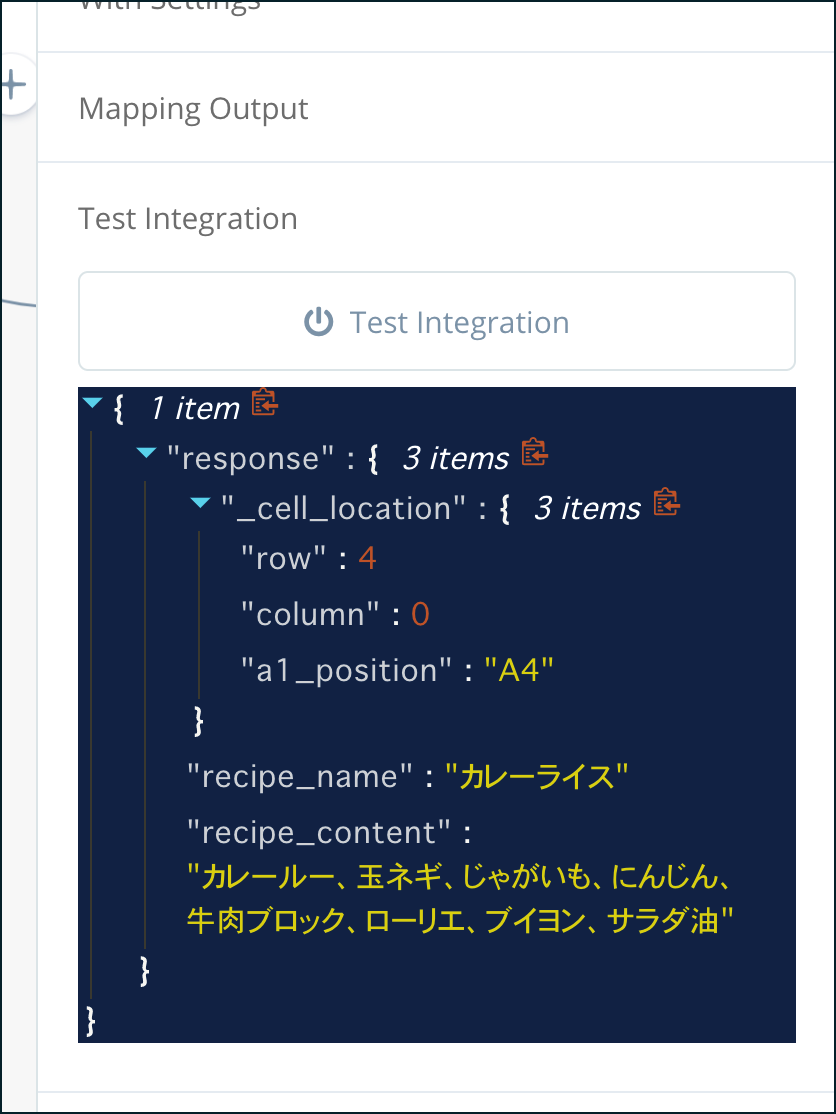 With Settings
Mapping Output
Test Integration
Test Integration
{ 1 item
"response" : { 3 items
"_cell_location" : { 3 items
"row" : 4
"column" : 0
"a1_position" : "A4"
}
"recipe_name" : "カレーライス"
"recipe_content" :
"カレールー、玉ネギ、じゃがいも、にんじん、
牛肉ブロック、ローリエ、ブイヨン、サラダ油"
}
}